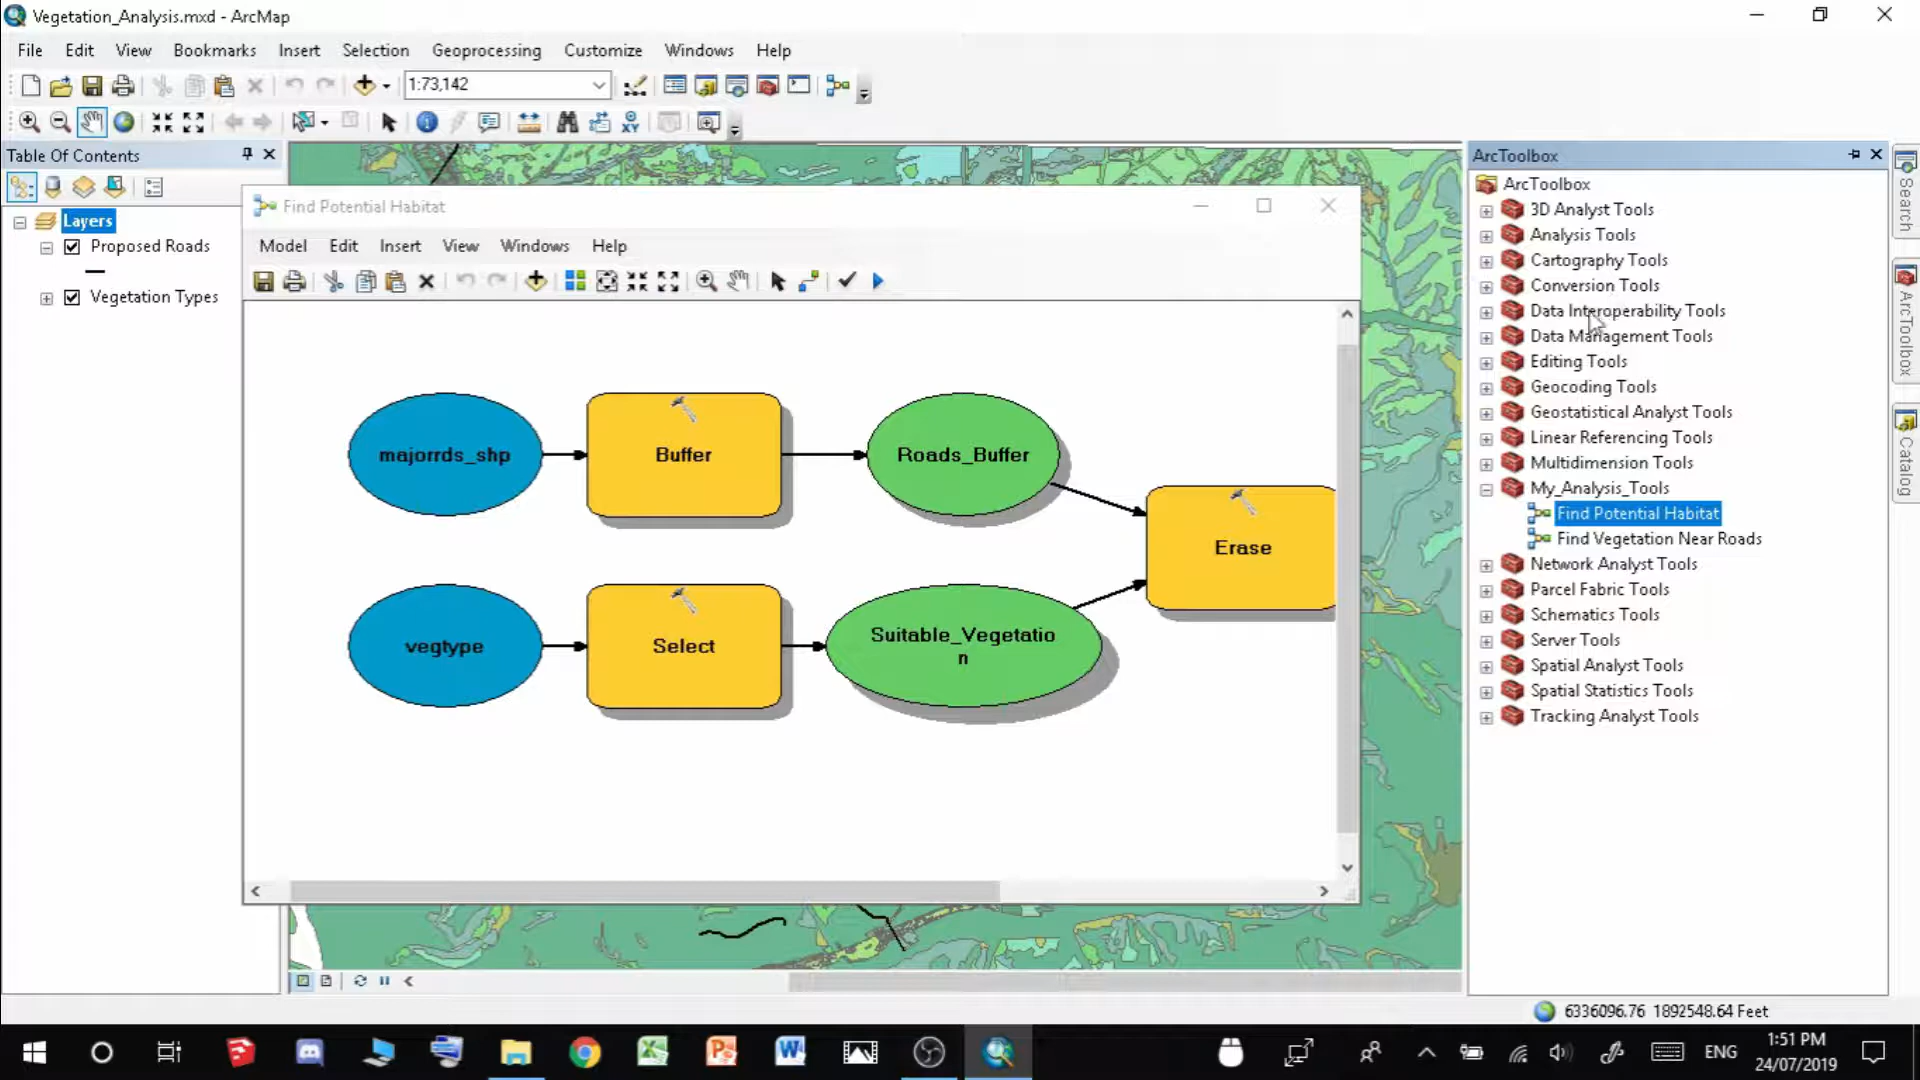 Vegetation_Analysis.mxd - ArcMap
File Edit View Bookmarks Insert Selection Geoprocessing Customize Windows Help
1:73,142
Table Of Contents
Layers
Proposed Roads
Vegetation Types
Find Potential Habitat
Model Edit Insert View Windows Help
majorrds_shp
Buffer
Roads_Buffer
Erase
vegtype
Select
Suitable_Vegetatio
n
ArcToolbox
ArcToolbox
3D Analyst Tools
Analysis Tools
Cartography Tools
Conversion Tools
Data Interoperability Tools
Data Management Tools
Editing Tools
Geocoding Tools
Geostatistical Analyst Tools
Linear Referencing Tools
Multidimension Tools
My_Analysis_Tools
Find Potential Habitat
Find Vegetation Near Roads
Network Analyst Tools
Parcel Fabric Tools
Schematics Tools
Server Tools
Spatial Analyst Tools
Spatial Statistics Tools
Tracking Analyst Tools
Search
ArcToolbox
Catalog
6336096.76 1892548.64 Feet
ENG
1:51 PM
24/07/2019